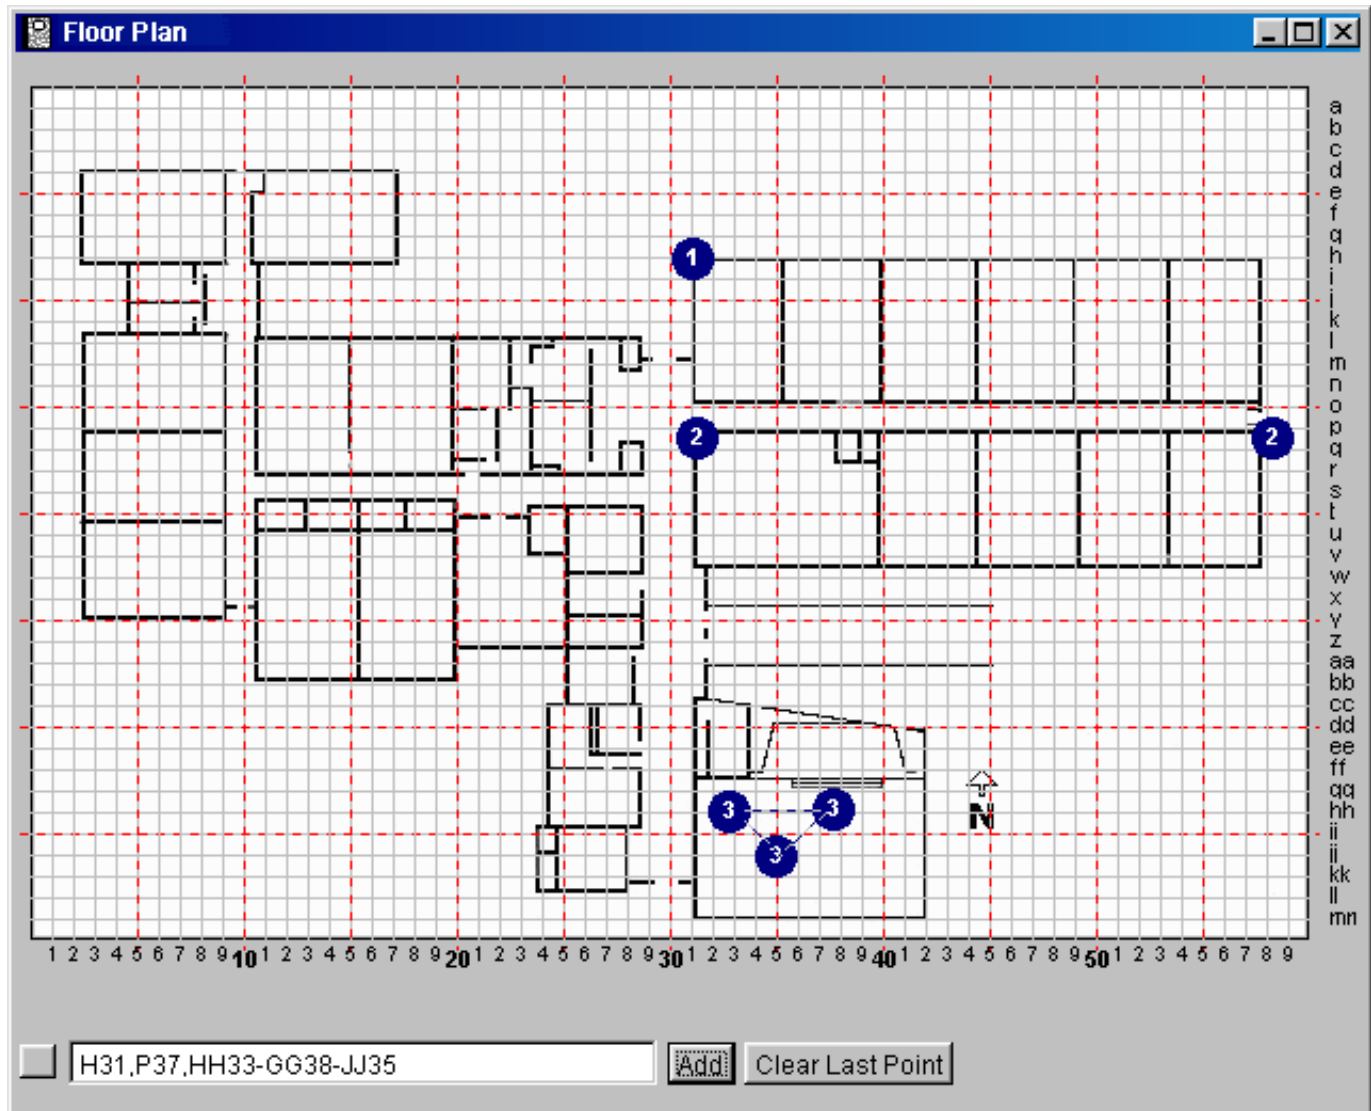 Floor Plan
a
b
c
d
e
f
g
h
i
j
k
l
m
n
o
p
q
r
s
t
u
v
w
x
y
z
aa
bb
cc
dd
ee
ff
gg
hh
ii
jj
kk
ll
mn
1
2
2
3
3
3
N
1 2 3 4 5 6 7 8 9 10 1 2 3 4 5 6 7 8 9 20 1 2 3 4 5 6 7 8 9 30 1 2 3 4 5 6 7 8 9 40 1 2 3 4 5 6 7 8 9 50 1 2 3 4 5 6 7 8 9
H31,P37,HH33-GG38-JJ35 Add Clear Last Point